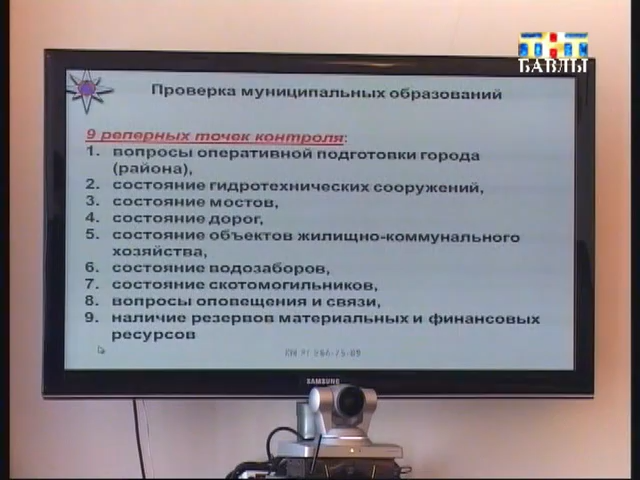 ТНТ
БАВЛЫ
Проверка муниципальных образований
9 реперных точек контроля:
1. вопросы оперативной подготовки города
(района),
2. состояние гидротехнических сооружений,
3. состояние мостов,
4. состояние дорог,
5. состояние объектов жилищно-коммунального
хозяйства,
6. состояние водозаборов,
7. состояние скотомогильников,
8. вопросы оповещения и связи,
9. наличие резервов материальных и финансовых
ресурсов
SAMSUNG